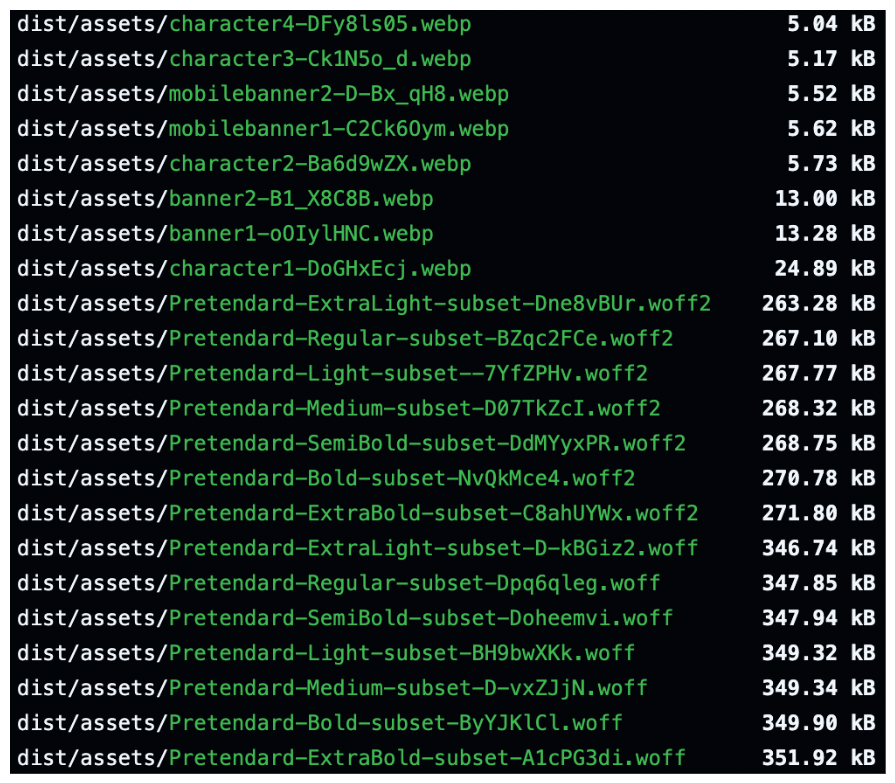 dist/assets/character4-DFy8ls05.webp 5.04 kB
dist/assets/character3-Ck1N5o_d.webp 5.17 kB
dist/assets/mobilebanner2-D-Bx_qH8.webp 5.52 kB
dist/assets/mobilebanner1-C2Ck6Oym.webp 5.62 kB
dist/assets/character2-Ba6d9wZX.webp 5.73 kB
dist/assets/banner2-B1_X8C8B.webp 13.00 kB
dist/assets/banner1-oOIylHNC.webp 13.28 kB
dist/assets/character1-DoGHxEcj.webp 24.89 kB
dist/assets/Pretendard-ExtraLight-subset-Dne8vBUr.woff2 263.28 kB
dist/assets/Pretendard-Regular-subset-BZqc2FCe.woff2 267.10 kB
dist/assets/Pretendard-Light-subset--7YfZPHv.woff2 267.77 kB
dist/assets/Pretendard-Medium-subset-D07TkZcI.woff2 268.32 kB
dist/assets/Pretendard-SemiBold-subset-DdMYyxPR.woff2 268.75 kB
dist/assets/Pretendard-Bold-subset-NvQkMce4.woff2 270.78 kB
dist/assets/Pretendard-ExtraBold-subset-C8ahUYWx.woff2 271.80 kB
dist/assets/Pretendard-ExtraLight-subset-D-kBGiz2.woff 346.74 kB
dist/assets/Pretendard-Regular-subset-Dpq6qleg.woff 347.85 kB
dist/assets/Pretendard-SemiBold-subset-Doheemvi.woff 347.94 kB
dist/assets/Pretendard-Light-subset-BH9bwXKk.woff 349.32 kB
dist/assets/Pretendard-Medium-subset-D-vxZJjN.woff 349.34 kB
dist/assets/Pretendard-Bold-subset-ByYJKlCl.woff 349.90 kB
dist/assets/Pretendard-ExtraBold-subset-A1cPG3di.woff 351.92 kB